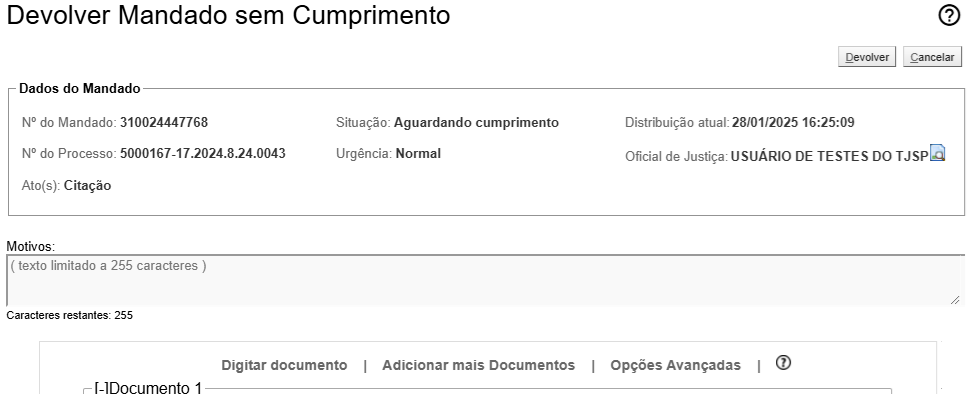 Devolver Mandado sem Cumprimento
Devolver Cancelar
Dados do Mandado
Nº do Mandado: 310024447768 Situação: Aguardando cumprimento Distribuição atual: 28/01/2025 16:25:09
Nº do Processo: 5000167-17.2024.8.24.0043 Urgência: Normal Oficial de Justiça: USUÁRIO DE TESTES DO TJSP
Ato(s): Citação
Motivos:
( texto limitado a 255 caracteres )
Caracteres restantes: 255
Digitar documento | Adicionar mais Documentos | Opções Avançadas |
[-]Documento 1